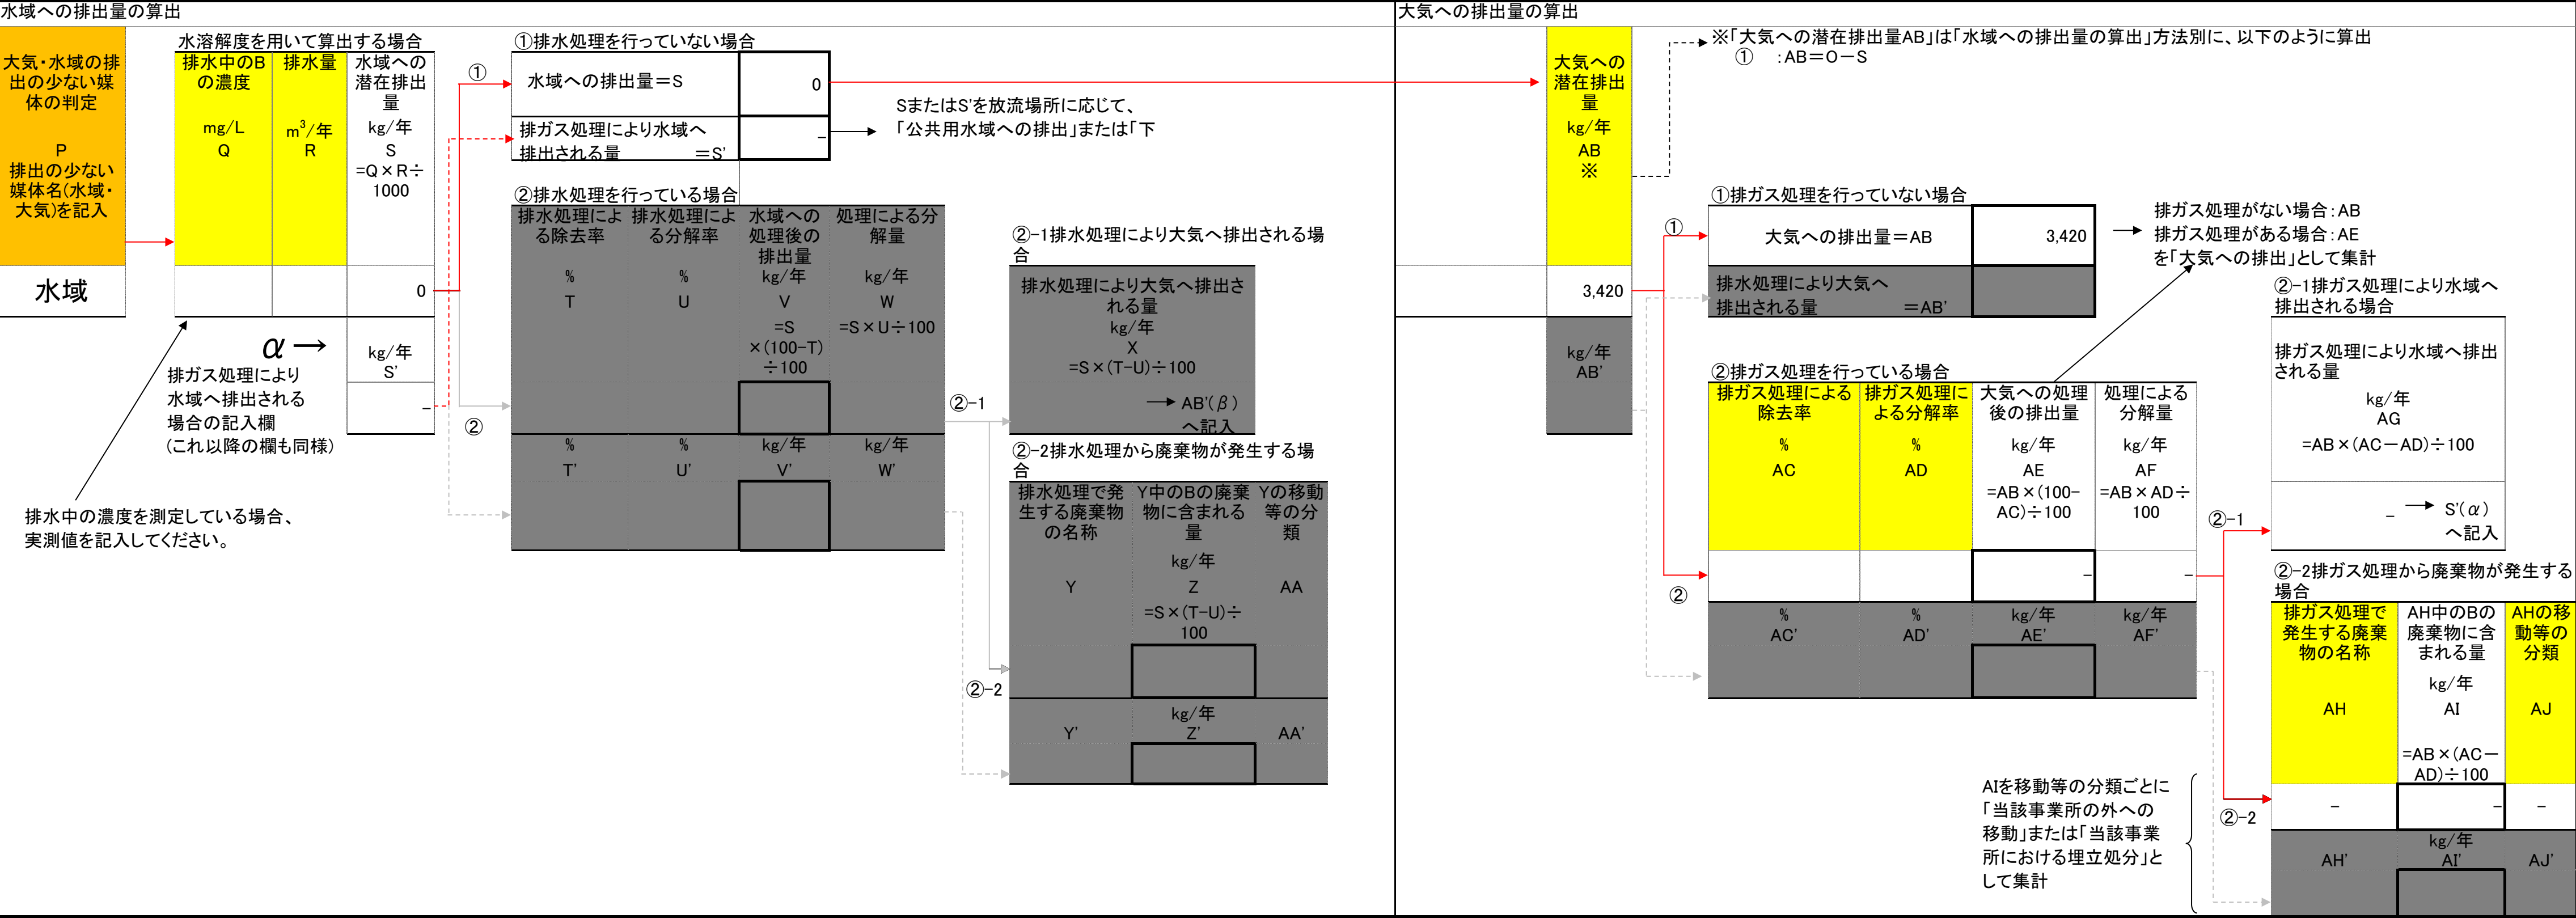 水域への排出量の算出
大気・水域の排
出の少ない媒
体の判定
P
排出の少ない
媒体名(水域・
大気)を記入
水域
水溶解度を用いて算出する場合
排水中のB
の濃度
mg/L
Q
排水量
m³/年
R
水域への
潜在排出
量
kg/年
S
=Q×R÷
1000
0
α→
kg/年
S'
－
排ガス処理により
水域へ排出される
場合の記入欄
(これ以降の欄も同様)
排水中の濃度を測定している場合、
実測値を記入してください。
①
②
①排水処理を行っていない場合
水域への排出量＝S
0
排ガス処理により水域へ
排出される量　＝S'
－
SまたはS'を放流場所に応じて、
「公共用水域への排出」または「下
②排水処理を行っている場合
排水処理によ
る除去率
%
T
排水処理によ
る分解率
%
U
水域への
処理後の
排出量
kg/年
V
=S
×(100-T)
÷100
処理による分
解量
kg/年
W
=S×U÷100
%
T'
%
U'
kg/年
V'
kg/年
W'
②-1
②-2
②-1排水処理により大気へ排出される場
合
排水処理により大気へ排出さ
れる量
kg/年
X
=S×(T-U)÷100
→ AB'(β)
へ記入
②-2排水処理から廃棄物が発生する場
合
排水処理で発
生する廃棄物
の名称
Y
Y中のBの廃棄
物に含まれる
量
kg/年
Z
=S×(T-U)÷
100
Yの移動
等の分
類
AA
Y'
kg/年
Z'
AA'
大気への排出量の算出
大気への
潜在排出
量
kg/年
AB
※
3,420
kg/年
AB'
※「大気への潜在排出量AB」は「水域への排出量の算出」方法別に、以下のように算出
①　:AB＝O－S
①
②
①排ガス処理を行っていない場合
大気への排出量＝AB
3,420
排水処理により大気へ
排出される量　＝AB'
排ガス処理がない場合：AB
排ガス処理がある場合：AE
を「大気への排出」として集計
②排ガス処理を行っている場合
排ガス処理による
除去率
%
AC
排ガス処理に
よる分解率
%
AD
大気への処理
後の排出量
kg/年
AE
=AB×(100-
AC)÷100
－
処理による
分解量
kg/年
AF
=AB×AD÷
100
－
%
AC'
%
AD'
kg/年
AE'
kg/年
AF'
②-1
②-2
②-1排ガス処理により水域へ
排出される場合
排ガス処理により水域へ排出
される量
kg/年
AG
=AB×(AC－AD)÷100
－ → S'(α)
へ記入
②-2排ガス処理から廃棄物が発生する
場合
排ガス処理で
発生する廃棄
物の名称
AH
AH中のBの
廃棄物に含
まれる量
kg/年
AI
=AB×(AC－
AD)÷100
AHの移
動等の
分類
AJ
－
－
－
AH'
kg/年
AI'
AJ'
AIを移動等の分類ごとに
「当該事業所の外への
移動」または「当該事業
所における埋立処分」と
して集計